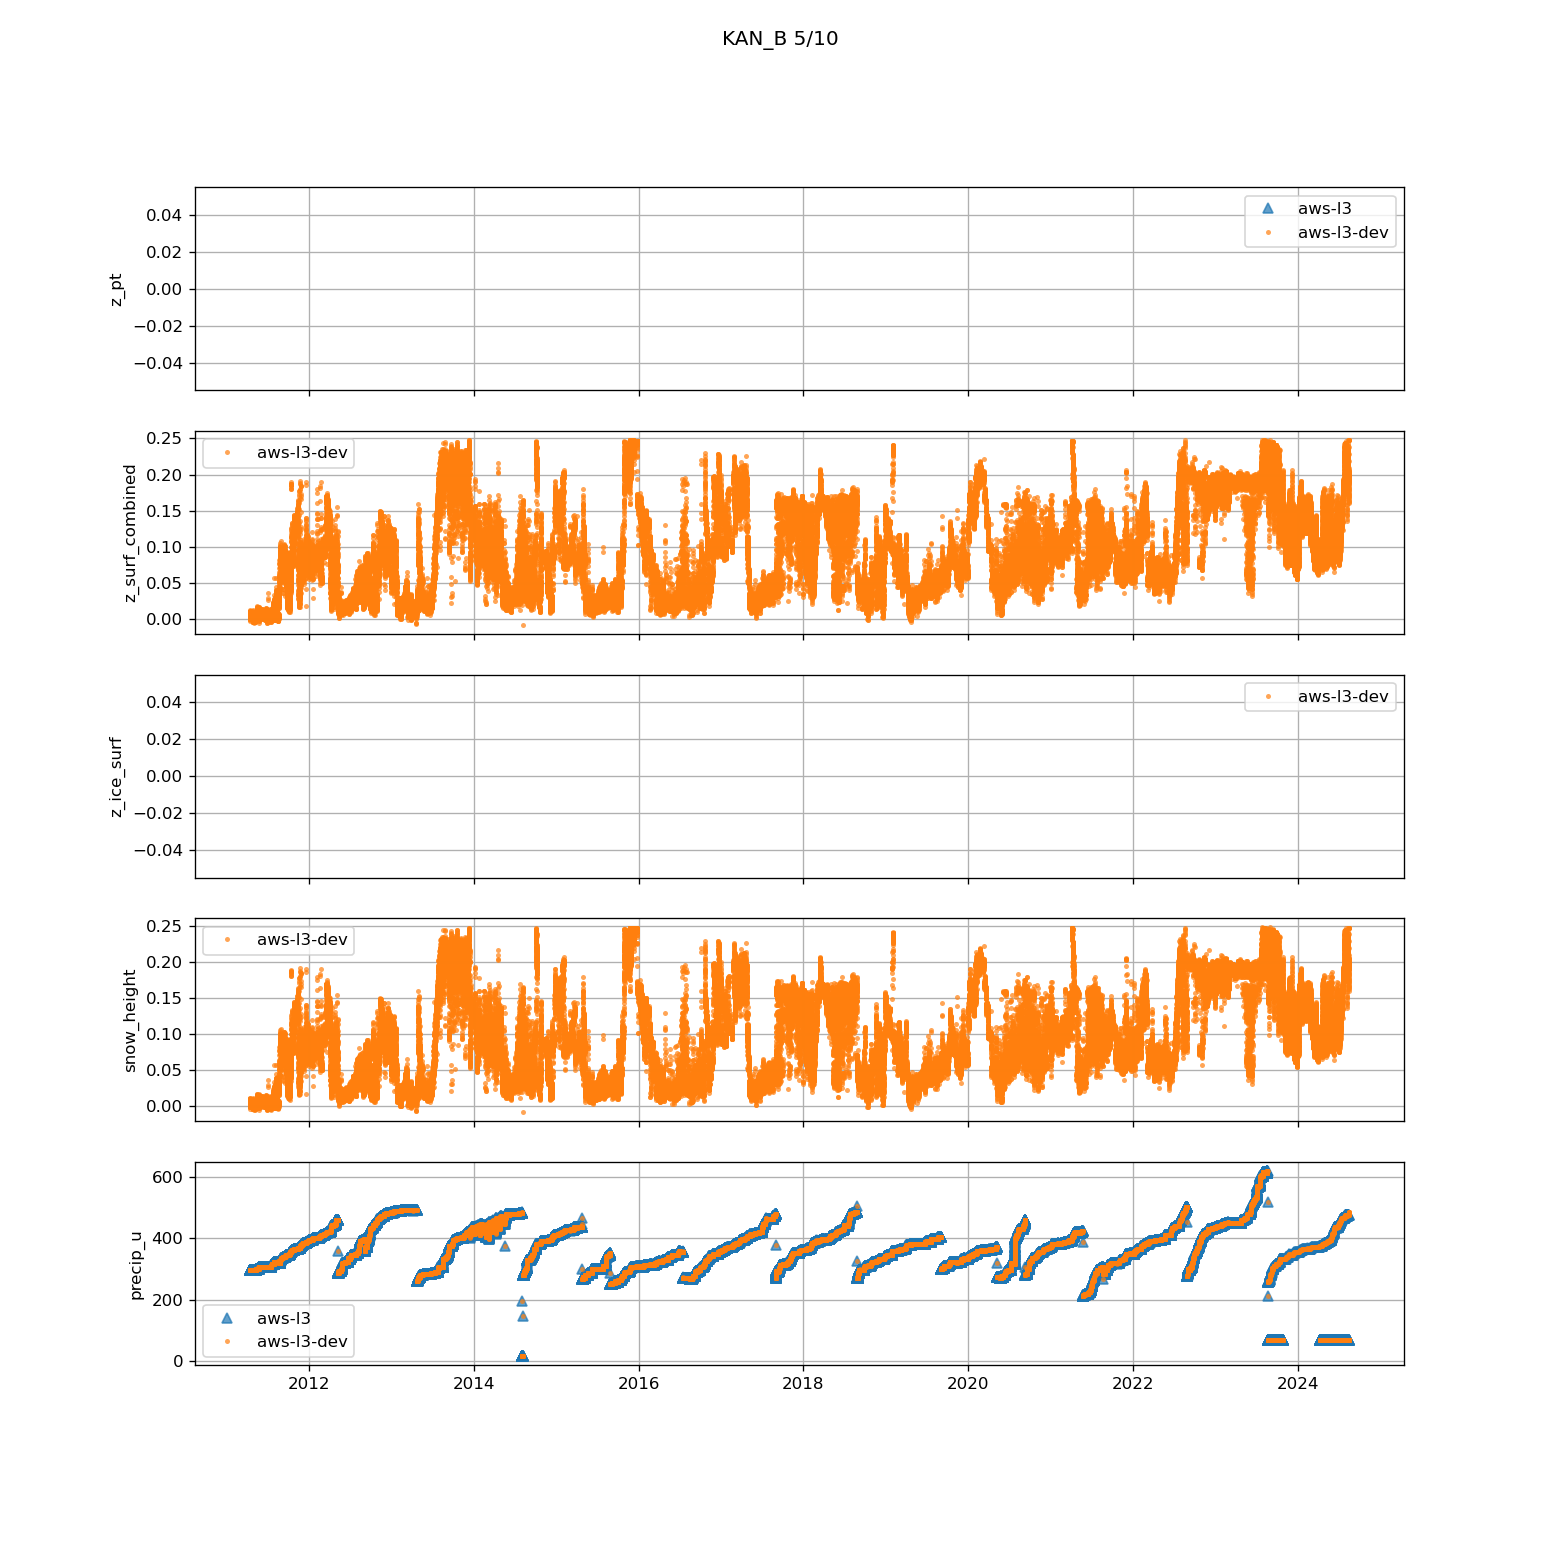 KAN_B 5/10
z_pt
0.04
0.02
0.00
−0.02
−0.04
aws-l3
aws-l3-dev
z_surf_combined
0.25
0.20
0.15
0.10
0.05
0.00
aws-l3-dev
z_ice_surf
0.04
0.02
0.00
−0.02
−0.04
aws-l3-dev
snow_height
0.25
0.20
0.15
0.10
0.05
0.00
aws-l3-dev
precip_u
600
400
200
0
aws-l3
aws-l3-dev
2012 2014 2016 2018 2020 2022 2024